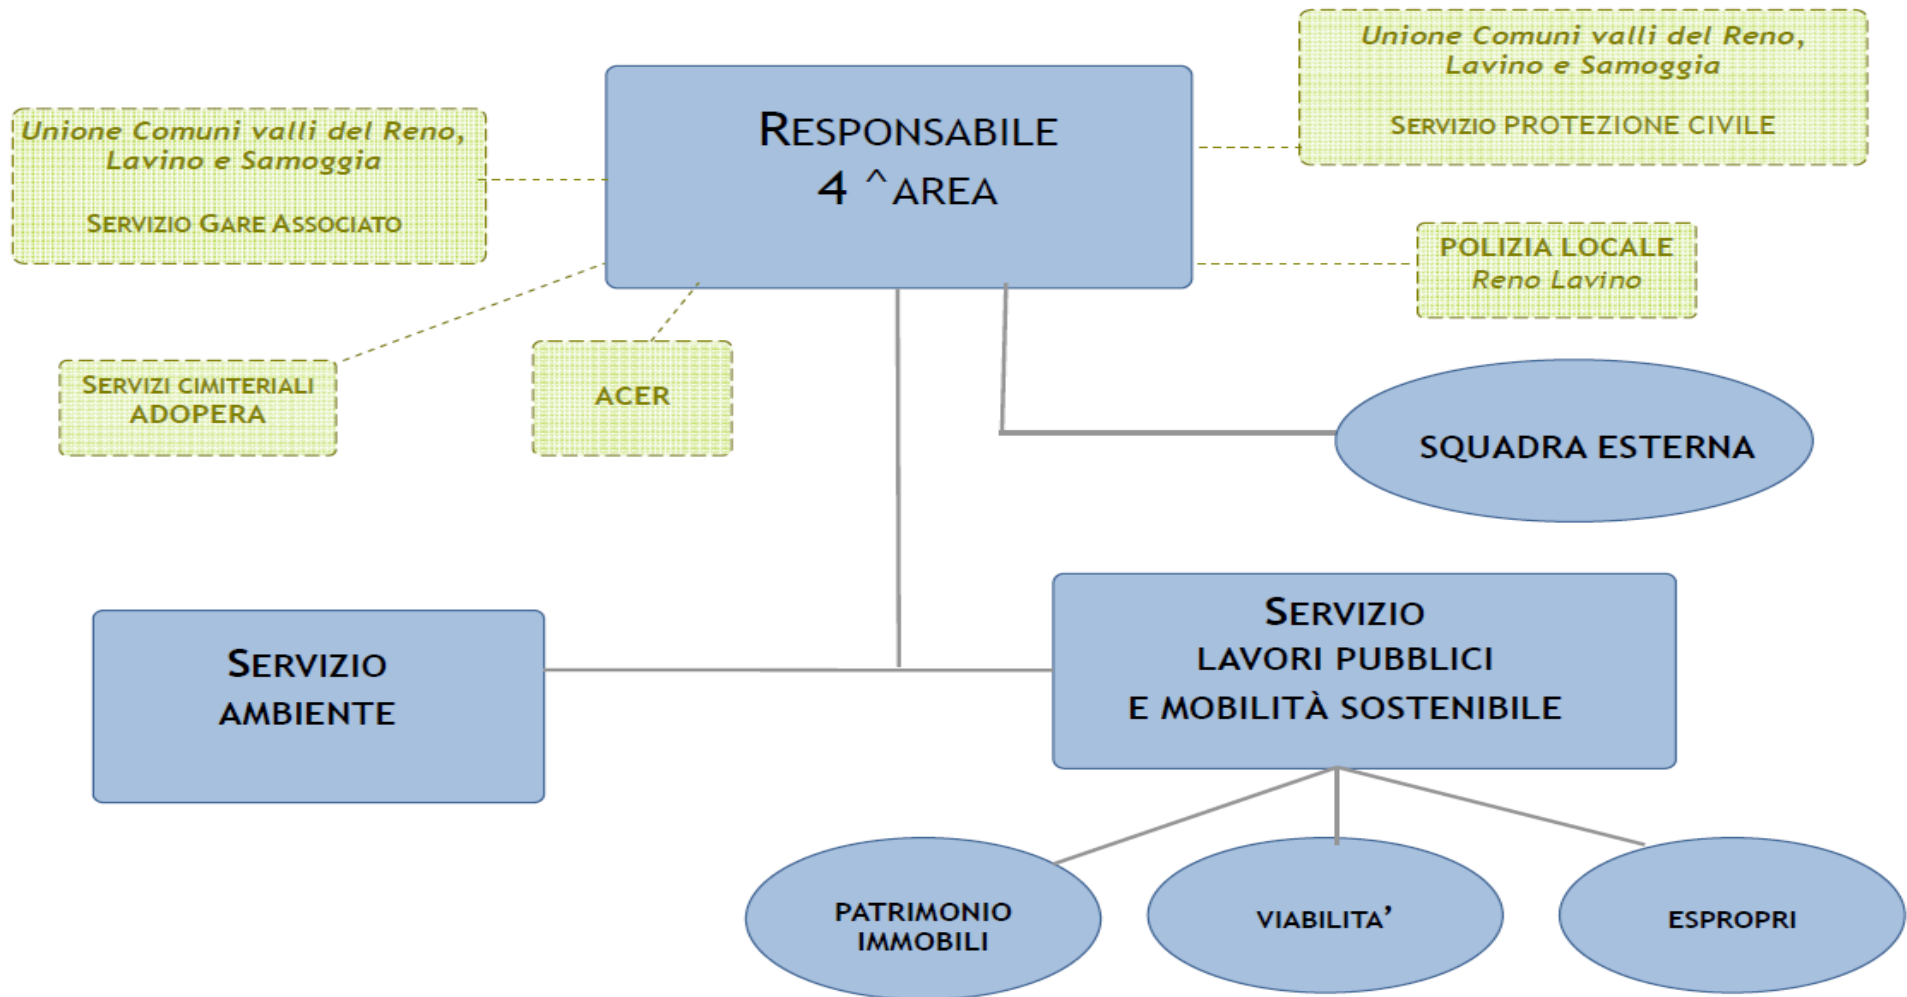 Unione Comuni valli del Reno,
Lavino e Samoggia
SERVIZIO PROTEZIONE CIVILE
RESPONSABILE
4 ^AREA
Unione Comuni valli del Reno,
Lavino e Samoggia
SERVIZIO GARE ASSOCIATO
POLIZIA LOCALE
Reno Lavino
SERVIZI CIMITERIALI
ADOPERA
ACER
SQUADRA ESTERNA
SERVIZIO
AMBIENTE
SERVIZIO
LAVORI PUBBLICI
E MOBILITÀ SOSTENIBILE
PATRIMONIO
IMMOBILI
VIABILITA’
ESPROPRI